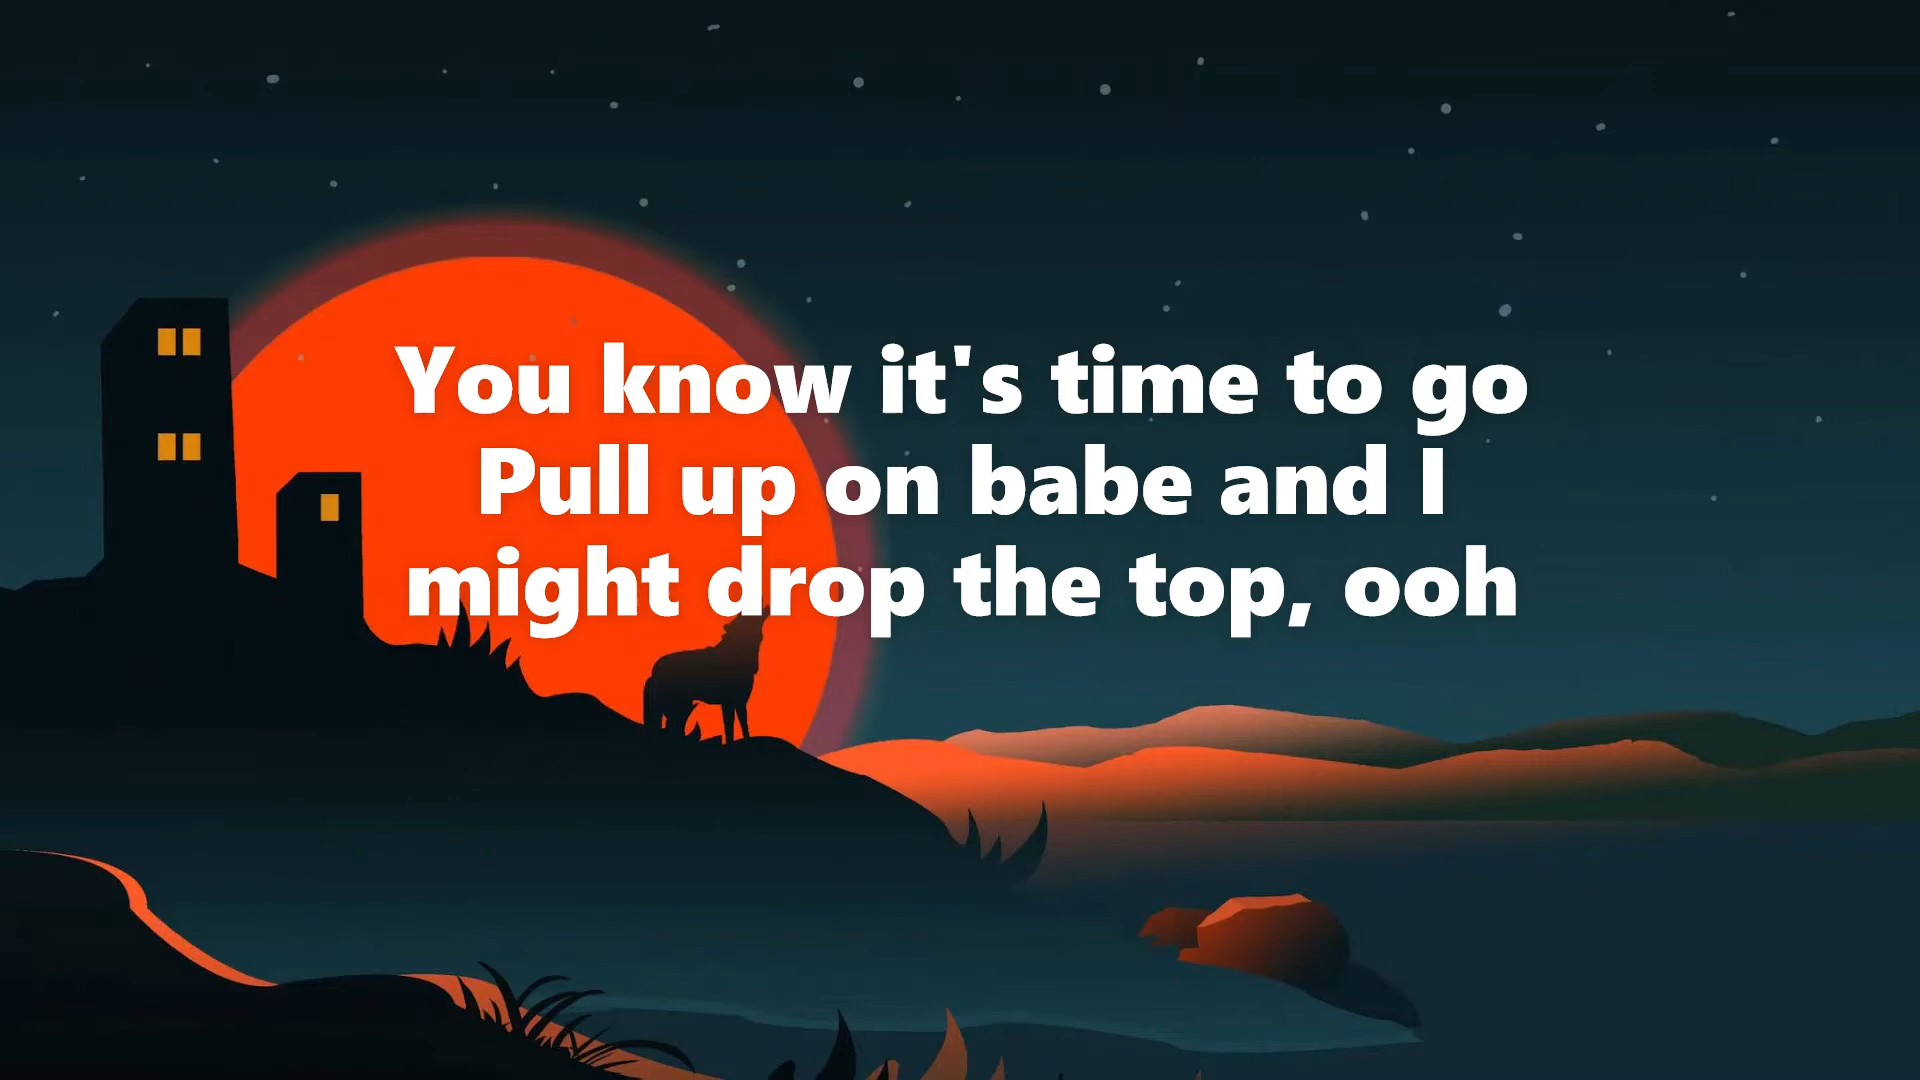 You know it's time to go
Pull up on babe and I
might drop the top, ooh